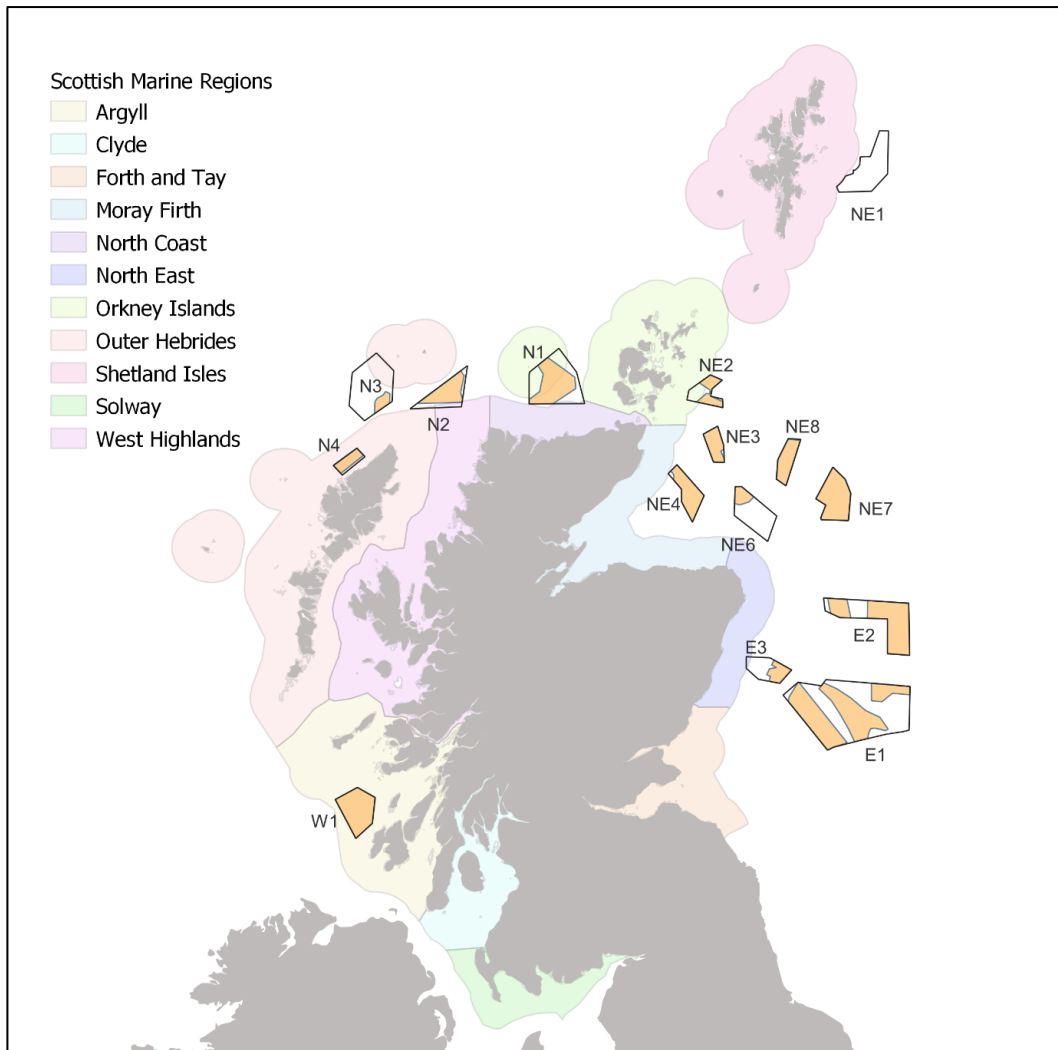 Scottish Marine Regions
Argyll
Clyde
Forth and Tay
Moray Firth
North Coast
North East
Orkney Islands
Outer Hebrides
Shetland Isles
Solway
West Highlands
NE1
N1
N3
NE2
N2
NE3
NE8
N4
NE4
NE7
NE6
E2
E3
E1
W1